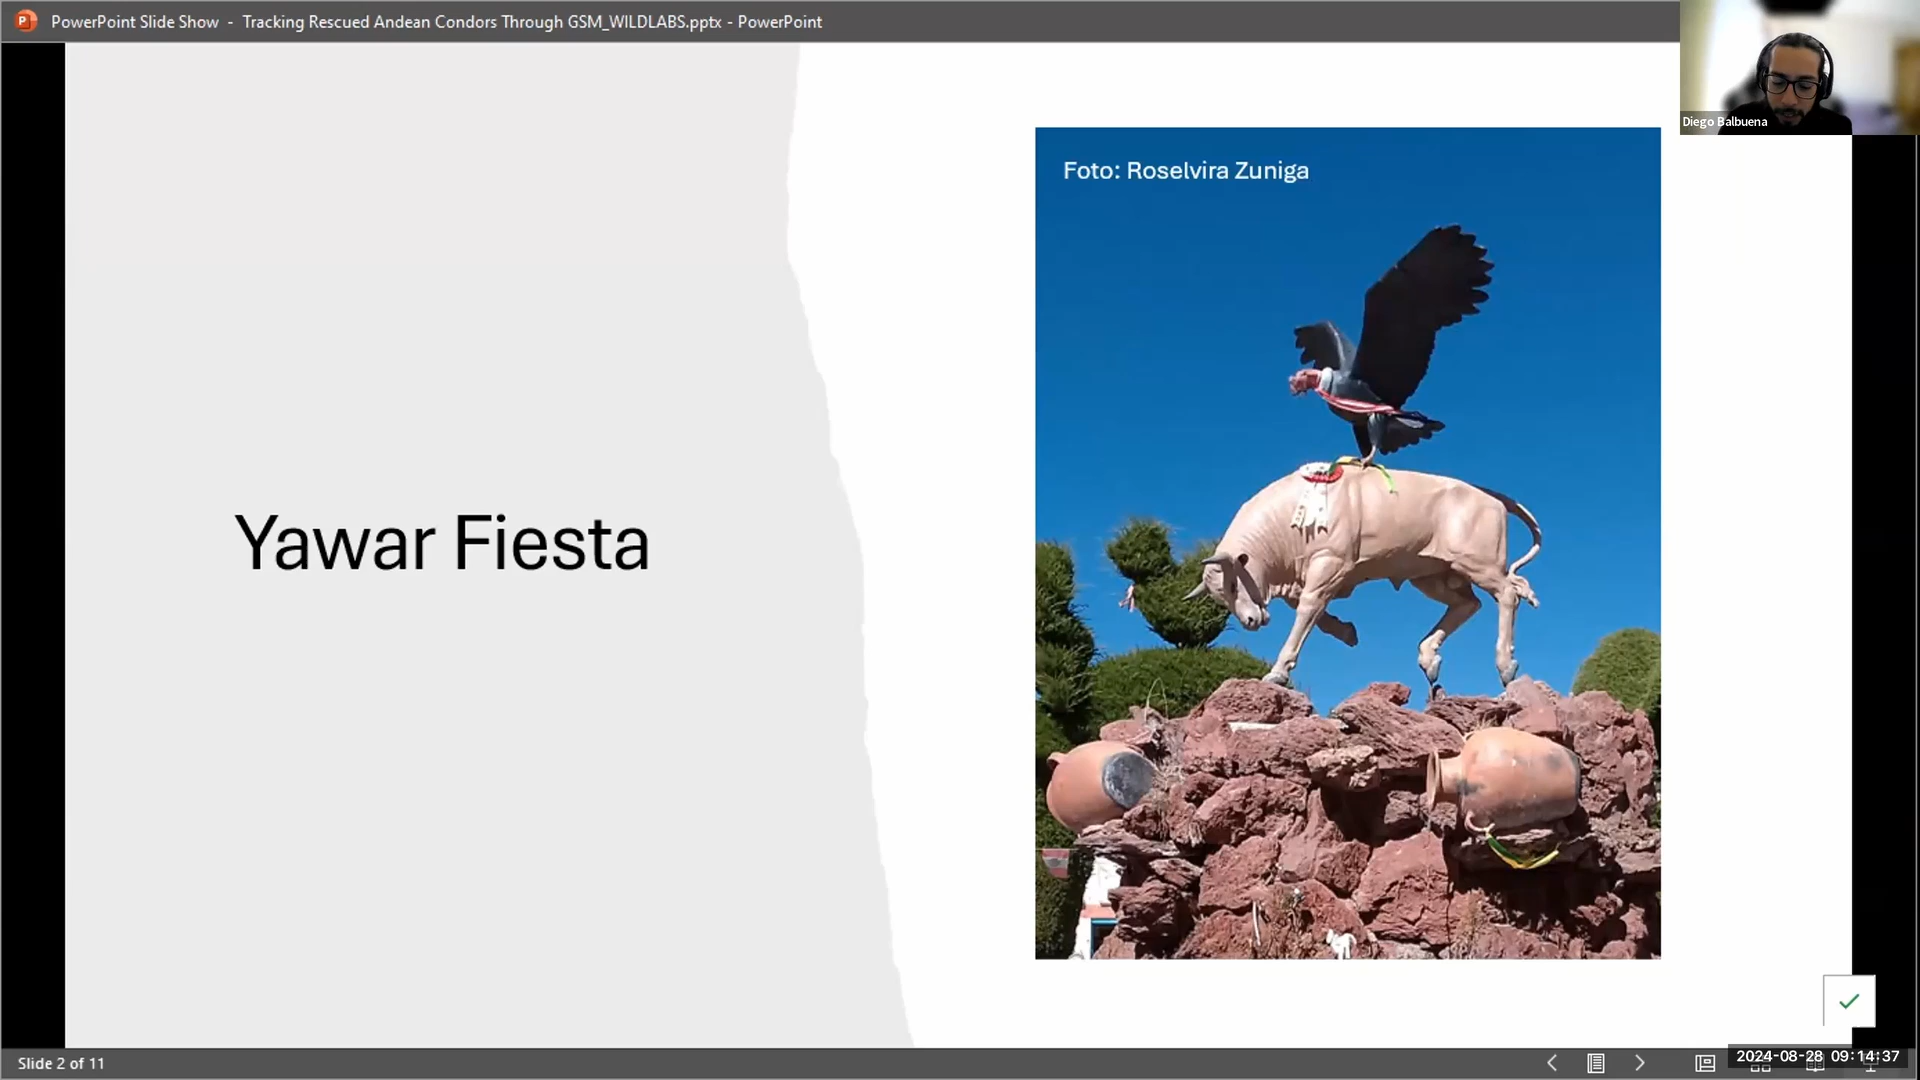 PowerPoint Slide Show - Tracking Rescued Andean Condors Through GSM_WILDLABS.pptx - PowerPoint
Diego Balbuena
Foto: Roselvira Zuniga
Yawar Fiesta
Slide 2 of 11
2024-08-28 09:14:37